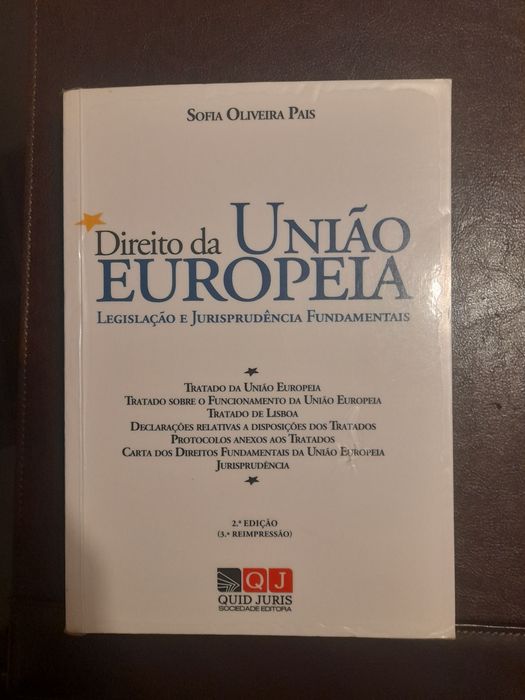 Sofia Oliveira Pais
Direito da União
Europeia
Legislação e Jurisprudência Fundamentais
Tratado da União Europeia
Tratado sobre o Funcionamento da União Europeia
Tratado de Lisboa
Declarações relativas a disposições dos Tratados
Protocolos anexos aos Tratados
Carta dos Direitos Fundamentais da União Europeia
Jurisprudência
2.ª Edição
(3.ª Reimpressão)
QJ
QUID JURIS
SOCIEDADE EDITORA